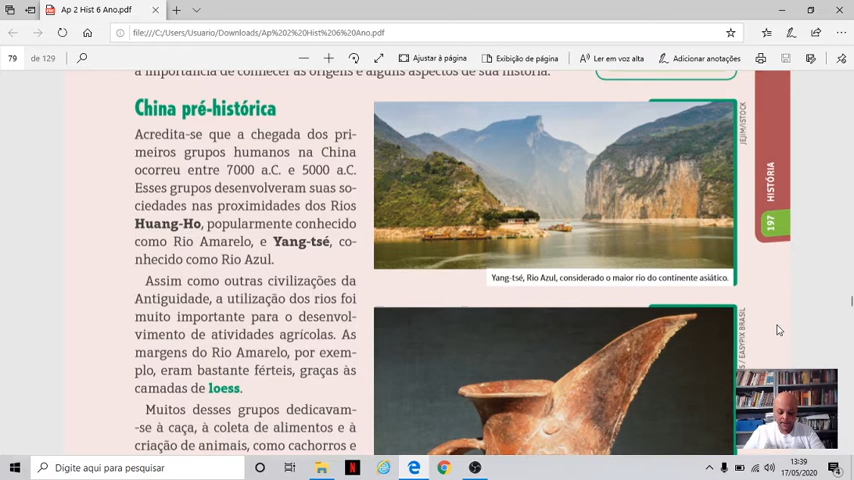 Ap 2 Hist 6 Ano.pdf
file:///C:/Users/Usuario/Downloads/Ap%202%20Hist%206%20Ano.pdf
79 de 129
Ajustar à página
Exibição de página
Ler em voz alta
Adicionar anotações
a importância de conhecer as origens e alguns aspectos de sua história.
China pré-histórica
Acredita-se que a chegada dos pri-
meiros grupos humanos na China
ocorreu entre 7000 a.C. e 5000 a.C.
Esses grupos desenvolveram suas so-
ciedades nas proximidades dos Rios
Huang-Ho, popularmente conhecido
como Rio Amarelo, e Yang-tsé, co-
nhecido como Rio Azul.
Assim como outras civilizações da
Antiguidade, a utilização dos rios foi
muito importante para o desenvol-
vimento de atividades agrícolas. As
margens do Rio Amarelo, por exem-
plo, eram bastante férteis, graças às
camadas de loess.
Muitos desses grupos dedicavam-
-se à caça, à coleta de alimentos e à
criação de animais, como cachorros e
JEJIM/ISTOCK
Yang-tsé, Rio Azul, considerado o maior rio do continente asiático.
S / EASYPIX BRASIL
HISTÓRIA
197
Digite aqui para pesquisar
13:39
17/05/2020
4